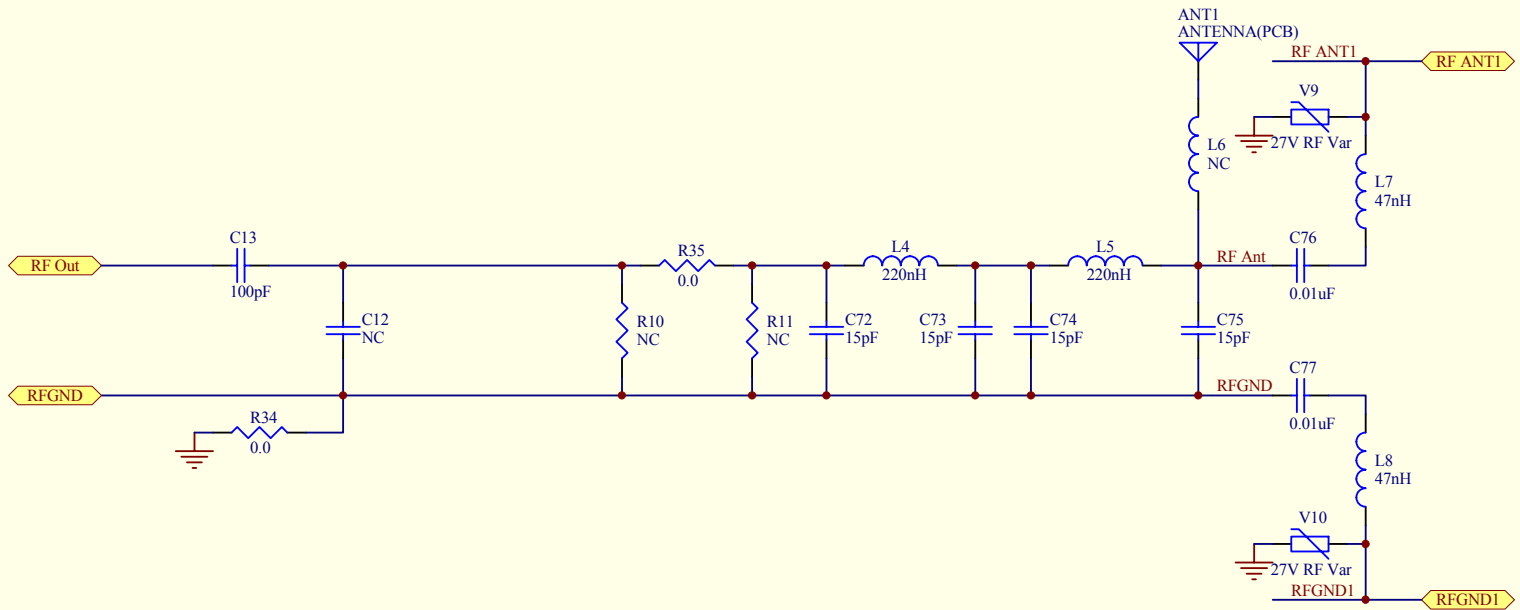 ANT1
ANTENNA(PCB)
RF ANT1
RF ANT1
V9
27V RF Var
L6
NC
L7
47nH
C13
RF Out
100pF
R35
0.0
L4
220nH
L5
220nH
RF Ant
C76
0.01uF
C12
NC
R10
NC
R11
NC
C72
15pF
C73
15pF
C74
15pF
C75
15pF
RFGND
RFGND
C77
0.01uF
R34
0.0
L8
47nH
V10
27V RF Var
RFGND1
RFGND1